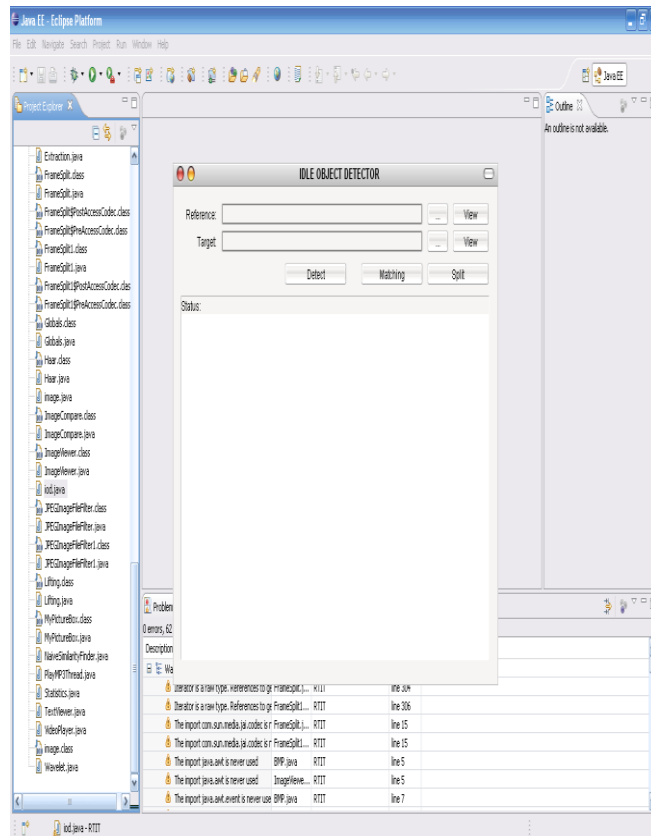 Java EE - Eclipse Platform
File Edit Navigate Search Project Run Window Help
Java EE
Project Explorer
Outline
An outline is not available.
Extraction.java
FrameSplit.class
FrameSplit.java
FrameSplit$PostAccessCodec.class
FrameSplit$PreAccessCodec.class
FrameSplit1.class
FrameSplit1.java
FrameSplit1$PostAccessCodec.clas
FrameSplit1$PreAccessCodec.class
Globals.class
Globals.java
Haar.class
Haar.java
image.java
ImageCompare.class
ImageCompare.java
ImageViewer.class
ImageViewer.java
iod.java
JPEGImageFileFilter.class
JPEGImageFileFilter.java
JPEGImageFileFilter1.class
JPEGImageFileFilter1.java
Lifting.class
Lifting.java
MyPictureBox.class
MyPictureBox.java
NaiveSimilarityFinder.java
PlayMP3Thread.java
Statistics.java
TextViewer.java
VideoPlayer.java
image.class
Wavelet.java
IDLE OBJECT DETECTOR
Reference: ... View
Target: ... View
Detect Matching Split
Status:
Problem
0 errors, 62
Description
Wa
Iterator is a raw type. References to ge FrameSplit.j... RTIT line 304
Iterator is a raw type. References to ge FrameSplit1... RTIT line 306
The import com.sun.media.jai.codec is r FrameSplit.j... RTIT line 15
The import com.sun.media.jai.codec is r FrameSplit1... RTIT line 15
The import java.awt is never used BMP.java RTIT line 5
The import java.awt is never used ImageViewe... RTIT line 5
The import java.awt.event is never use BMP.java RTIT line 7
iod.java - RTIT